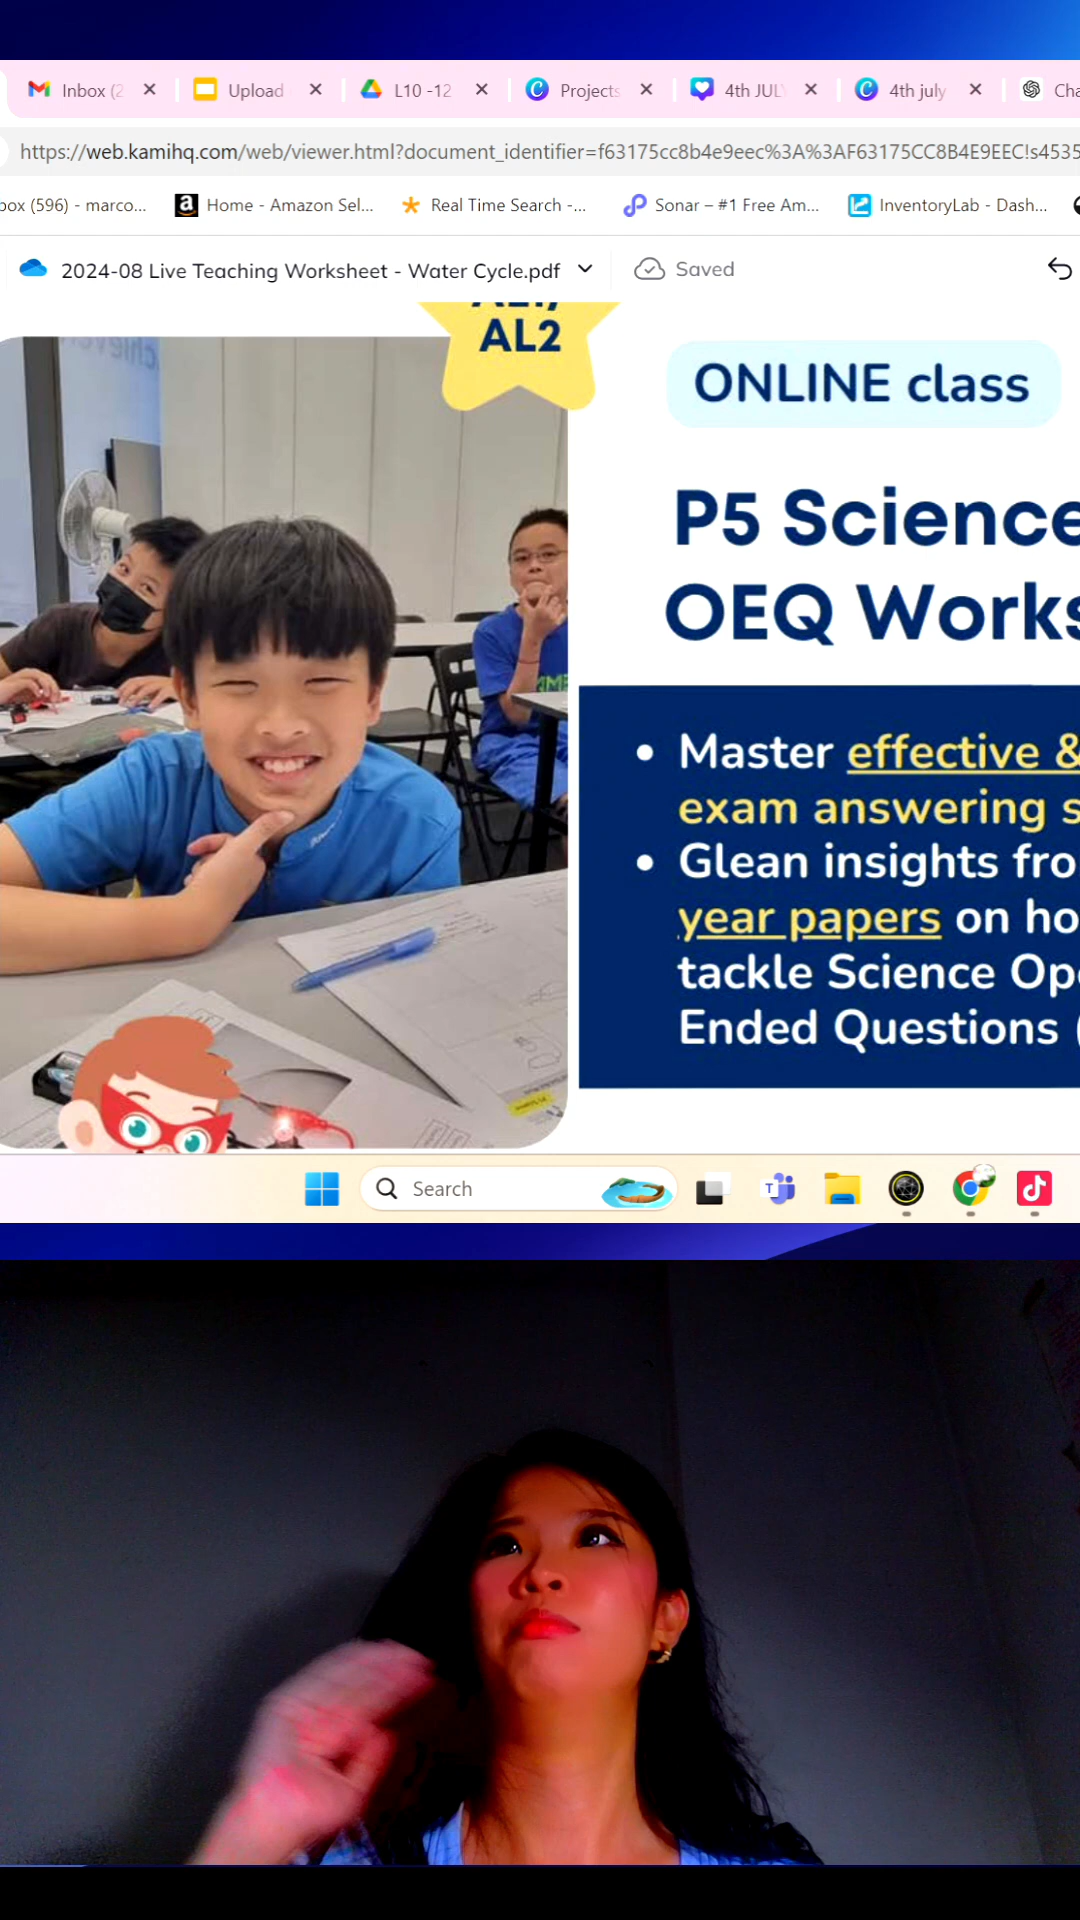 Inbox (2
Upload
L10 -12
Projects
4th JUL
4th july
Cha
https://web.kamihq.com/web/viewer.html?document_identifier=f63175cc8b4e9eec%3A%3AF63175CC8B4E9EEC!s4535
box (596) - marco...
Home - Amazon Sel...
Real Time Search -...
Sonar – #1 Free Am...
InventoryLab - Dash...
2024-08 Live Teaching Worksheet - Water Cycle.pdf
Saved
AL2
ONLINE class
P5 Science
OEQ Works
• Master effective &
exam answering s
• Glean insights fro
year papers on ho
tackle Science Ope
Ended Questions (
Search